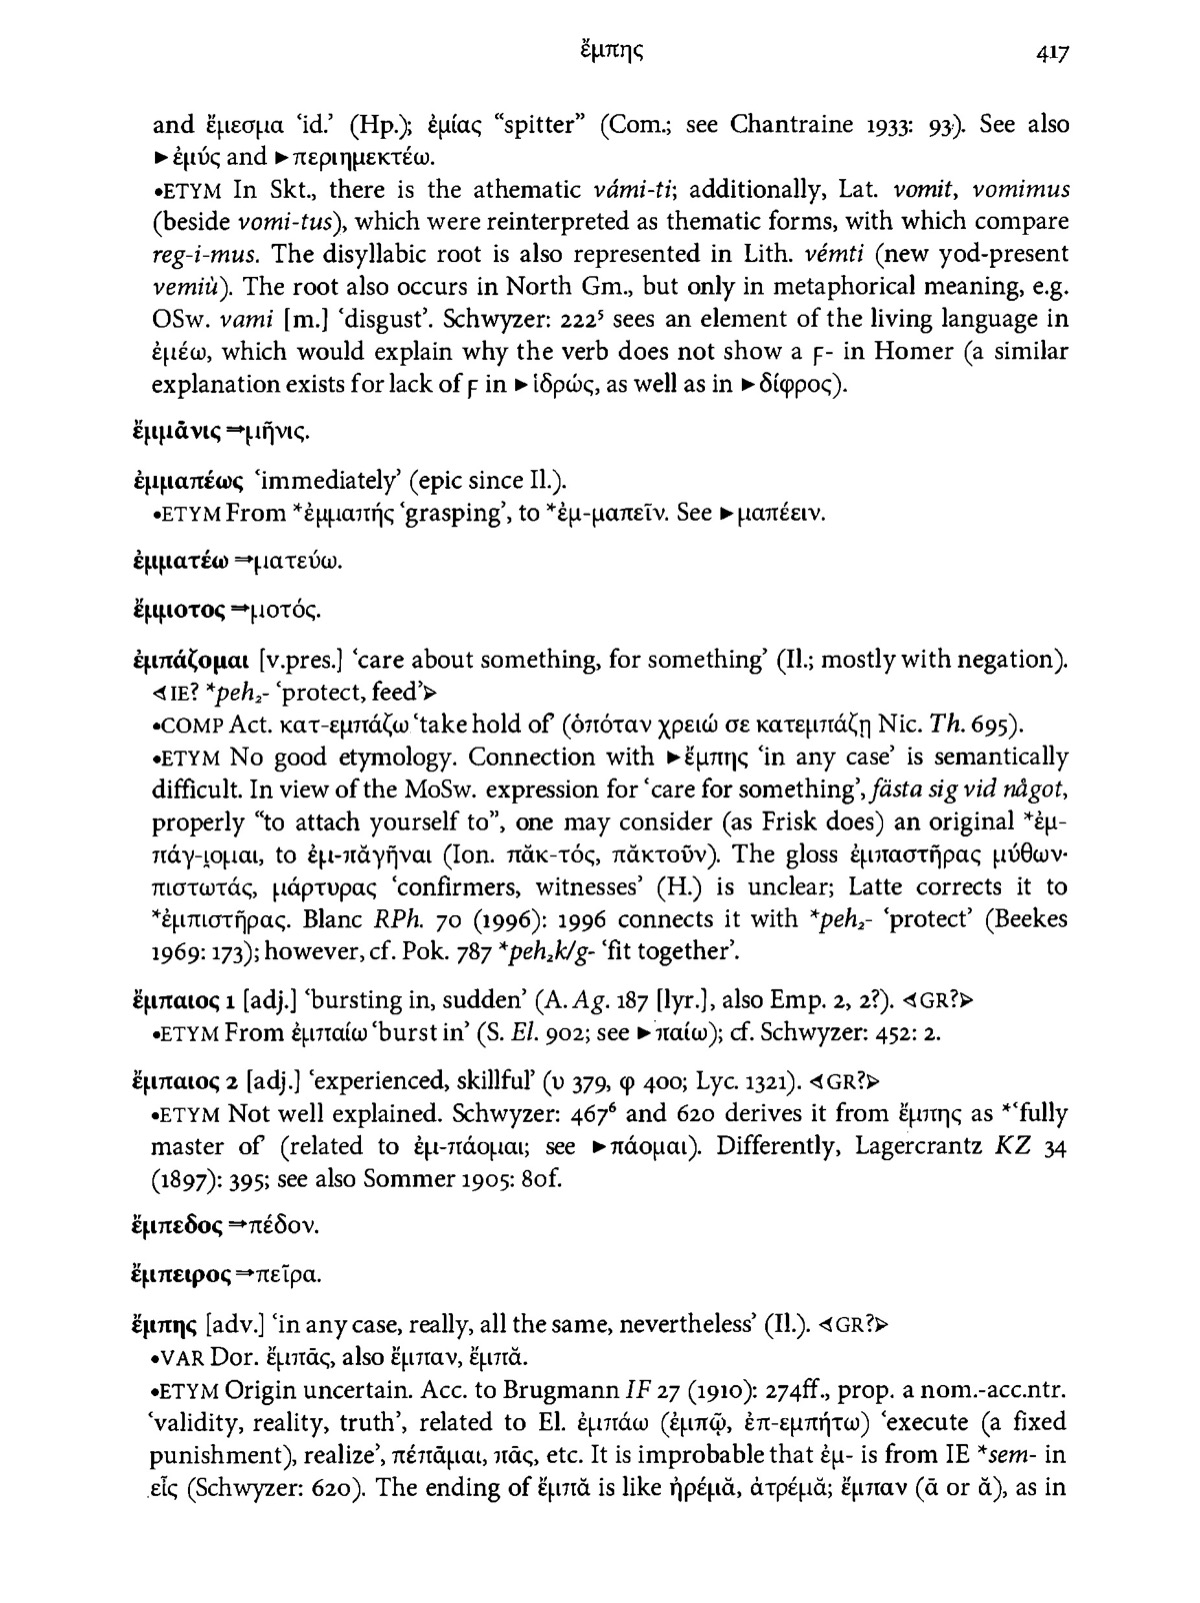 ἔμπης 417
and ἔμεσμα ‘id.’ (Hp.); ἐμίας “spitter” (Com.; see Chantraine 1933: 93). See also
►ἐμύς and ►περιημεκτέω.
•ETYM In Skt., there is the athematic vámi-ti; additionally, Lat. vomit, vomimus
(beside vomi-tus), which were reinterpreted as thematic forms, with which compare
reg-i-mus. The disyllabic root is also represented in Lith. vémti (new yod-present
vemiù). The root also occurs in North Gm., but only in metaphorical meaning, e.g.
OSw. vami [m.] ‘disgust’. Schwyzer: 222⁵ sees an element of the living language in
ἐμέω, which would explain why the verb does not show a ϝ- in Homer (a similar
explanation exists for lack of ϝ in ►ἱδρώς, as well as in ►δίφρος).
ἔμμᾱνις ⇒μῆνις.
ἐμμαπέως ‘immediately’ (epic since Il.).
•ETYM From *ἐμμαπής ‘grasping’, to *ἐμ-μαπεῖν. See ►μαπέειν.
ἐμματέω ⇒ματεύω.
ἔμμοτος ⇒μοτός.
ἐμπάζομαι [v.pres.] ‘care about something, for something’ (Il.; mostly with negation).
◁IE? *peh₂- ‘protect, feed’▷
•COMP Act. κατ-εμπάζω ‘take hold of’ (ὁπόταν χρειώ σε κατεμπάζῃ Nic. Th. 695).
•ETYM No good etymology. Connection with ►ἔμπης ‘in any case’ is semantically
difficult. In view of the MoSw. expression for ‘care for something’, fästa sig vid något,
properly “to attach yourself to”, one may consider (as Frisk does) an original *ἐμ-
πάγ-ι̯ομαι, to ἐμ-πᾰγῆναι (Ion. πᾰκ-τός, πᾰκτοῦν). The gloss ἐμπαστῆρας μύθων·
πιστωτάς, μάρτυρας ‘confirmers, witnesses’ (H.) is unclear; Latte corrects it to
*ἐμπιστῆρας. Blanc RPh. 70 (1996): 1996 connects it with *peh₂- ‘protect’ (Beekes
1969: 173); however, cf. Pok. 787 *peh₂k/g- ‘fit together’.
ἔμπαιος 1 [adj.] ‘bursting in, sudden’ (A. Ag. 187 [lyr.], also Emp. 2, 2?). ◁GR?▷
•ETYM From ἐμπαίω ‘burst in’ (S. El. 902; see ►παίω); cf. Schwyzer: 452: 2.
ἔμπαιος 2 [adj.] ‘experienced, skillful’ (υ 379, φ 400; Lyc. 1321). ◁GR?▷
•ETYM Not well explained. Schwyzer: 467⁶ and 620 derives it from ἔμπης as *‘fully
master of’ (related to ἐμ-πάομαι; see ►πάομαι). Differently, Lagercrantz KZ 34
(1897): 395; see also Sommer 1905: 80f.
ἔμπεδος ⇒πέδον.
ἔμπειρος ⇒πεῖρα.
ἔμπης [adv.] ‘in any case, really, all the same, nevertheless’ (Il.). ◁GR?▷
•VAR Dor. ἔμπᾱς, also ἔμπαν, ἔμπᾰ.
•ETYM Origin uncertain. Acc. to Brugmann IF 27 (1910): 274ff., prop. a nom.-acc.ntr.
‘validity, reality, truth’, related to El. ἐμπάω (ἐμπῷ, ἐπ-εμπήτω) ‘execute (a fixed
punishment), realize’, πέπᾱμαι, πᾶς, etc. It is improbable that ἐμ- is from IE *sem- in
εἷς (Schwyzer: 620). The ending of ἔμπᾰ is like ἠρέμᾰ, ἀτρέμᾰ; ἔμπαν (ᾱ or ᾰ), as in